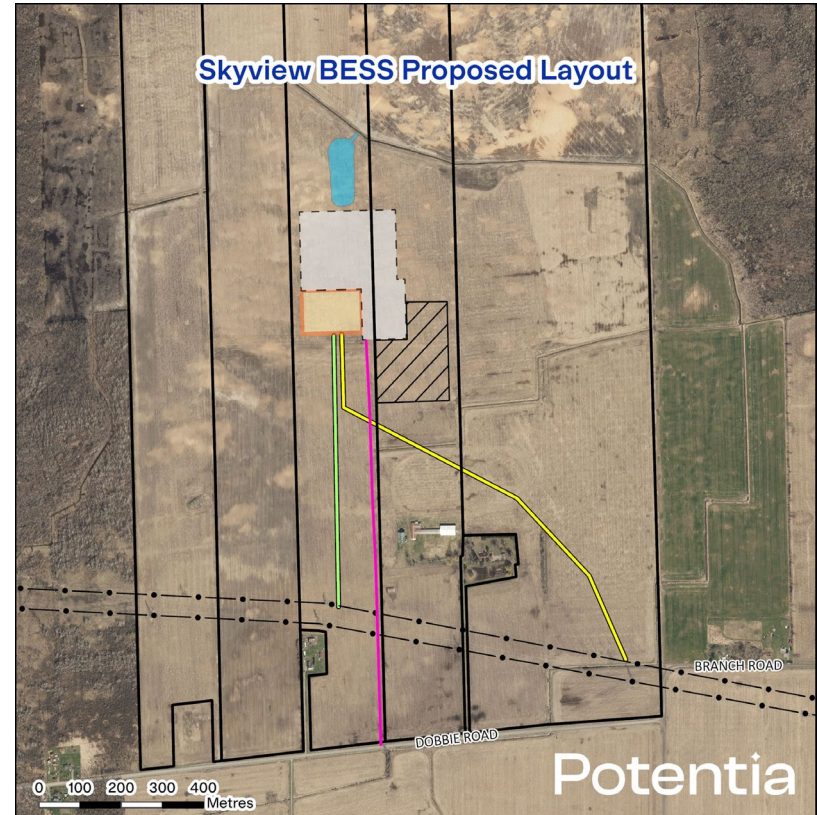 Skyview BESS Proposed Layout
BRANCH ROAD
DOBBIE ROAD
Potentia
0 100 200 300 400
Metres